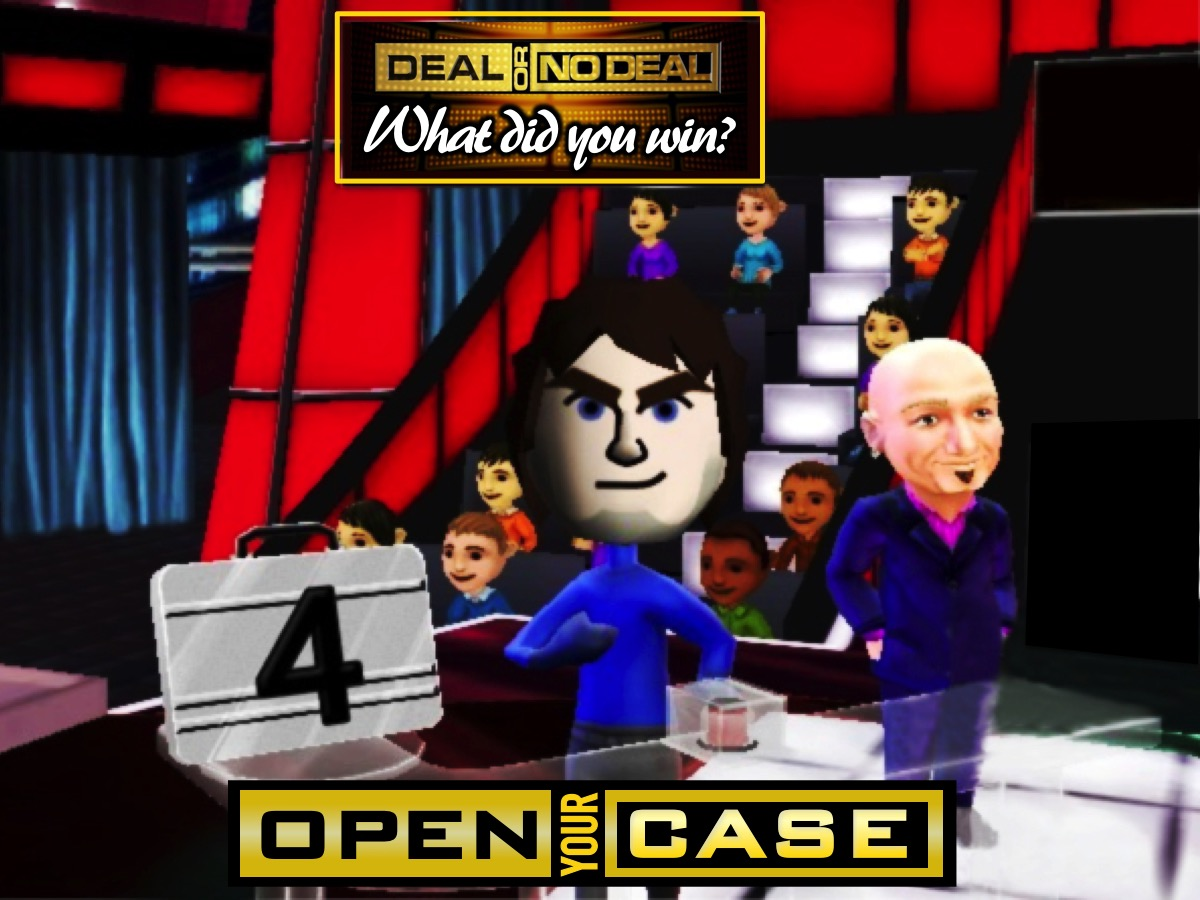 DEAL OR NO DEAL
What did you win?
4
OPEN YOUR CASE